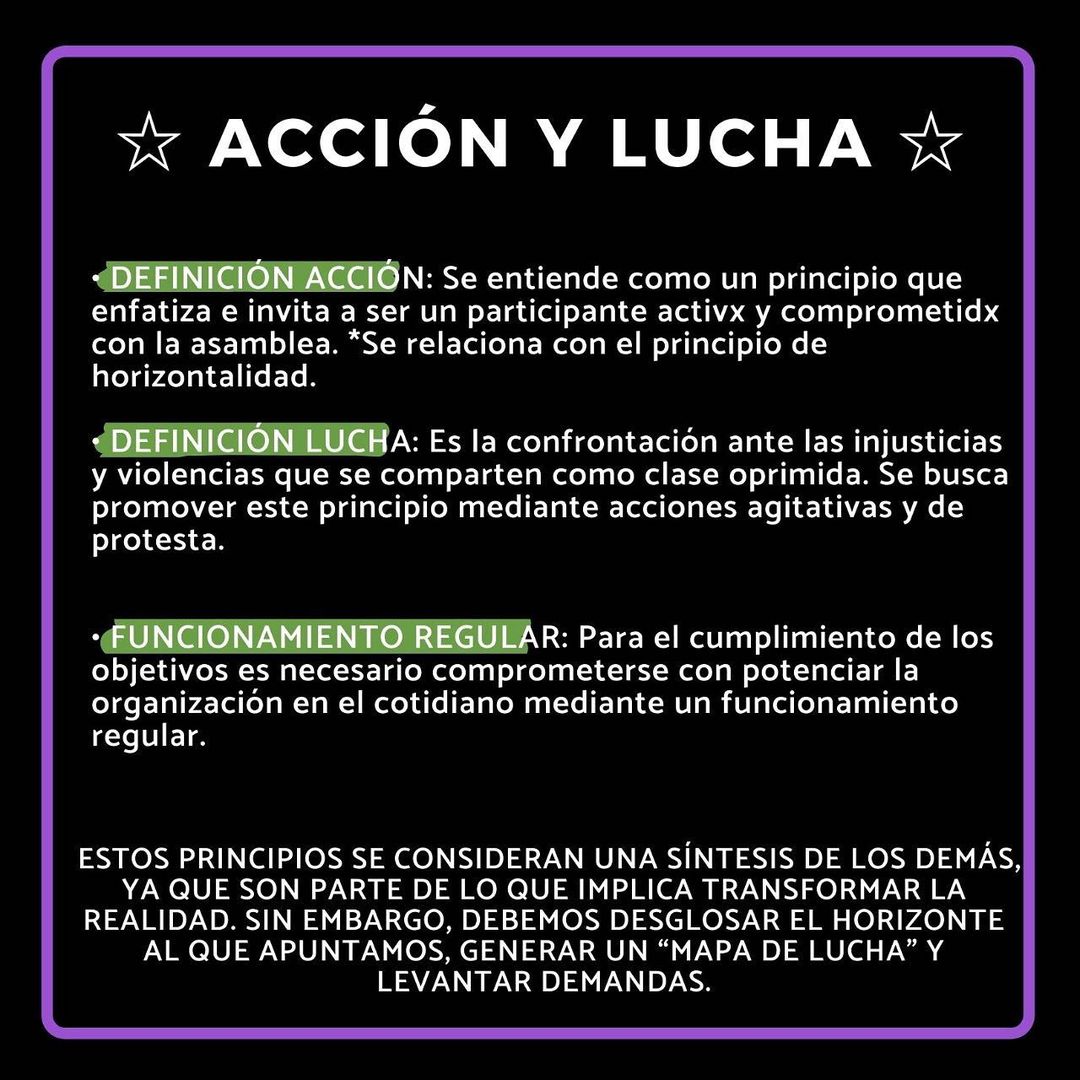 ☆ ACCIÓN Y LUCHA ☆
• DEFINICIÓN ACCIÓN: Se entiende como un principio que
enfatiza e invita a ser un participante activx y comprometidx
con la asamblea. *Se relaciona con el principio de
horizontalidad.
• DEFINICIÓN LUCHA: Es la confrontación ante las injusticias
y violencias que se comparten como clase oprimida. Se busca
promover este principio mediante acciones agitativas y de
protesta.
• FUNCIONAMIENTO REGULAR: Para el cumplimiento de los
objetivos es necesario comprometerse con potenciar la
organización en el cotidiano mediante un funcionamiento
regular.
ESTOS PRINCIPIOS SE CONSIDERAN UNA SÍNTESIS DE LOS DEMÁS,
YA QUE SON PARTE DE LO QUE IMPLICA TRANSFORMAR LA
REALIDAD. SIN EMBARGO, DEBEMOS DESGLOSAR EL HORIZONTE
AL QUE APUNTAMOS, GENERAR UN “MAPA DE LUCHA” Y
LEVANTAR DEMANDAS.